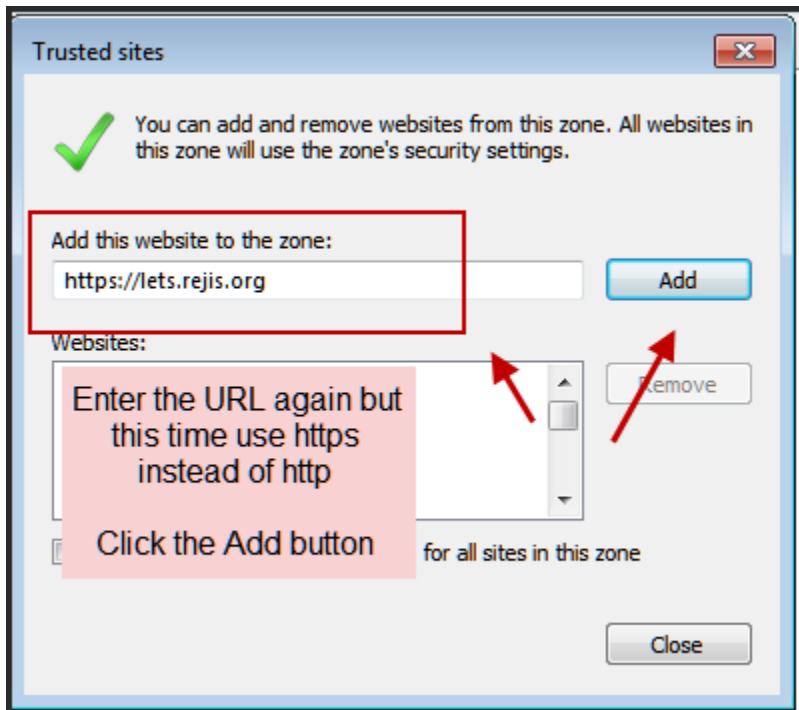 Trusted sites
You can add and remove websites from this zone. All websites in
this zone will use the zone's security settings.
Add this website to the zone:
https://lets.rejis.org
Add
Websites:
Remove
Enter the URL again but
this time use https
instead of http
Click the Add button
for all sites in this zone
Close